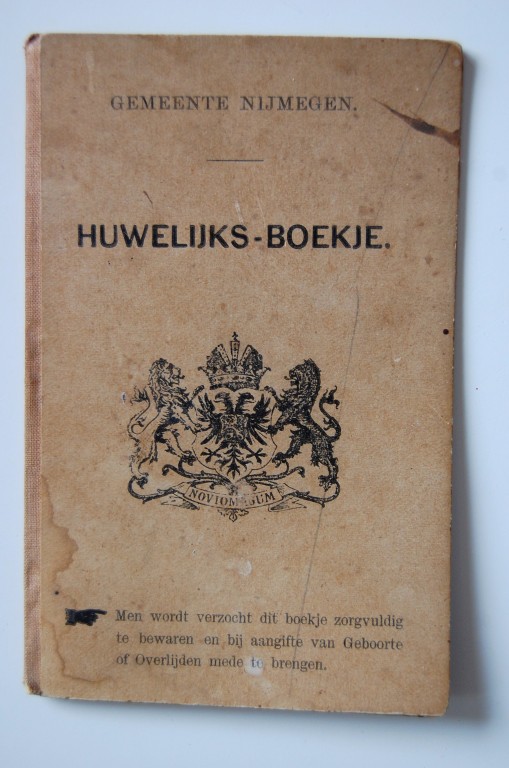 GEMEENTE NIJMEGEN.
HUWELIJKS-BOEKJE.
NOVIOMAGUM
Men wordt verzocht dit boekje zorgvuldig
te bewaren en bij aangifte van Geboorte
of Overlijden mede te brengen.